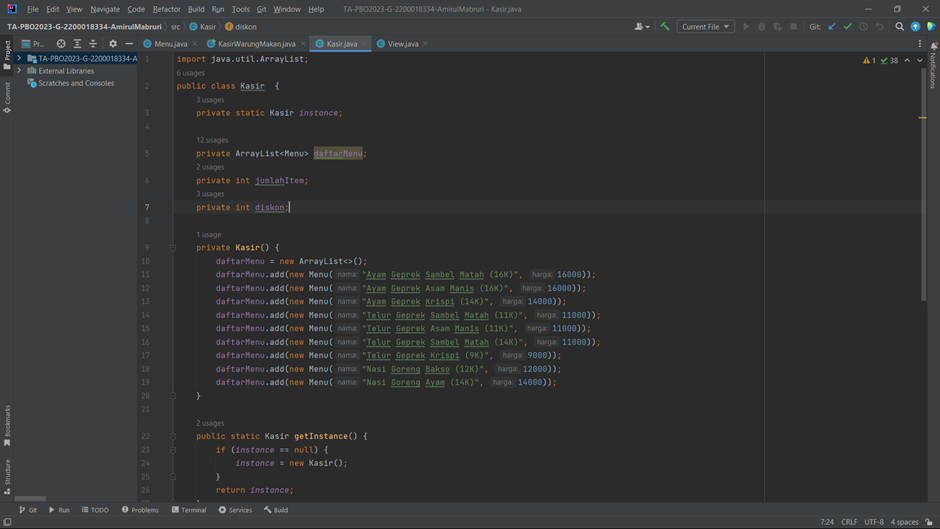 File Edit View Navigate Code Refactor Build Run Tools Git Window Help TA-PBO2023-G-2200018334-AmirulMabruri - Kasir.java
TA-PBO2023-G-2200018334-AmirulMabruri src Kasir diskon Current File Git:
Project
Pr...
Menu.java KasirWarungMakan.java Kasir.java View.java
TA-PBO2023-G-2200018334-A
External Libraries
Scratches and Consoles
Commit
Bookmarks
Structure
Notifications
1 38
1 import java.util.ArrayList;
6 usages
2 public class Kasir {
3 usages
3 private static Kasir instance;
4
12 usages
5 private ArrayList<Menu> daftarMenu;
2 usages
6 private int jumlahItem;
3 usages
7 private int diskon;
8
1 usage
9 private Kasir() {
10 daftarMenu = new ArrayList<>();
11 daftarMenu.add(new Menu( nama: "Ayam Geprek Sambel Matah (16K)", harga: 16000));
12 daftarMenu.add(new Menu( nama: "Ayam Geprek Asam Manis (16K)", harga: 16000));
13 daftarMenu.add(new Menu( nama: "Ayam Geprek Krispi (14K)", harga: 14000));
14 daftarMenu.add(new Menu( nama: "Telur Geprek Sambel Matah (11K)", harga: 11000));
15 daftarMenu.add(new Menu( nama: "Telur Geprek Asam Manis (11K)", harga: 11000));
16 daftarMenu.add(new Menu( nama: "Telur Geprek Sambel Matah (14K)", harga: 11000));
17 daftarMenu.add(new Menu( nama: "Telur Geprek Krispi (9K)", harga: 9000));
18 daftarMenu.add(new Menu( nama: "Nasi Goreng Bakso (12K)", harga: 12000));
19 daftarMenu.add(new Menu( nama: "Nasi Goreng Ayam (14K)", harga: 14000));
20 }
21
2 usages
22 public static Kasir getInstance() {
23 if (instance == null) {
24 instance = new Kasir();
25 }
26 return instance;
Git Run TODO Problems Terminal Services Build
7:24 CRLF UTF-8 4 spaces